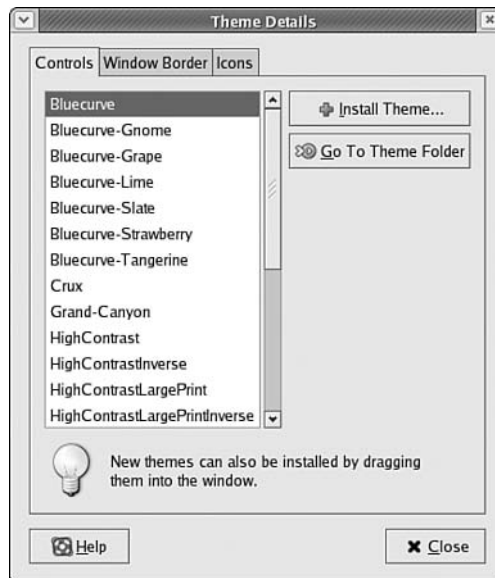 Theme Details
Controls
Window Border
Icons
Bluecurve
Bluecurve-Gnome
Bluecurve-Grape
Bluecurve-Lime
Bluecurve-Slate
Bluecurve-Strawberry
Bluecurve-Tangerine
Crux
Grand-Canyon
HighContrast
HighContrastInverse
HighContrastLargePrint
HighContrastLargePrintInverse
Install Theme...
Go To Theme Folder
New themes can also be installed by dragging
them into the window.
Help
Close